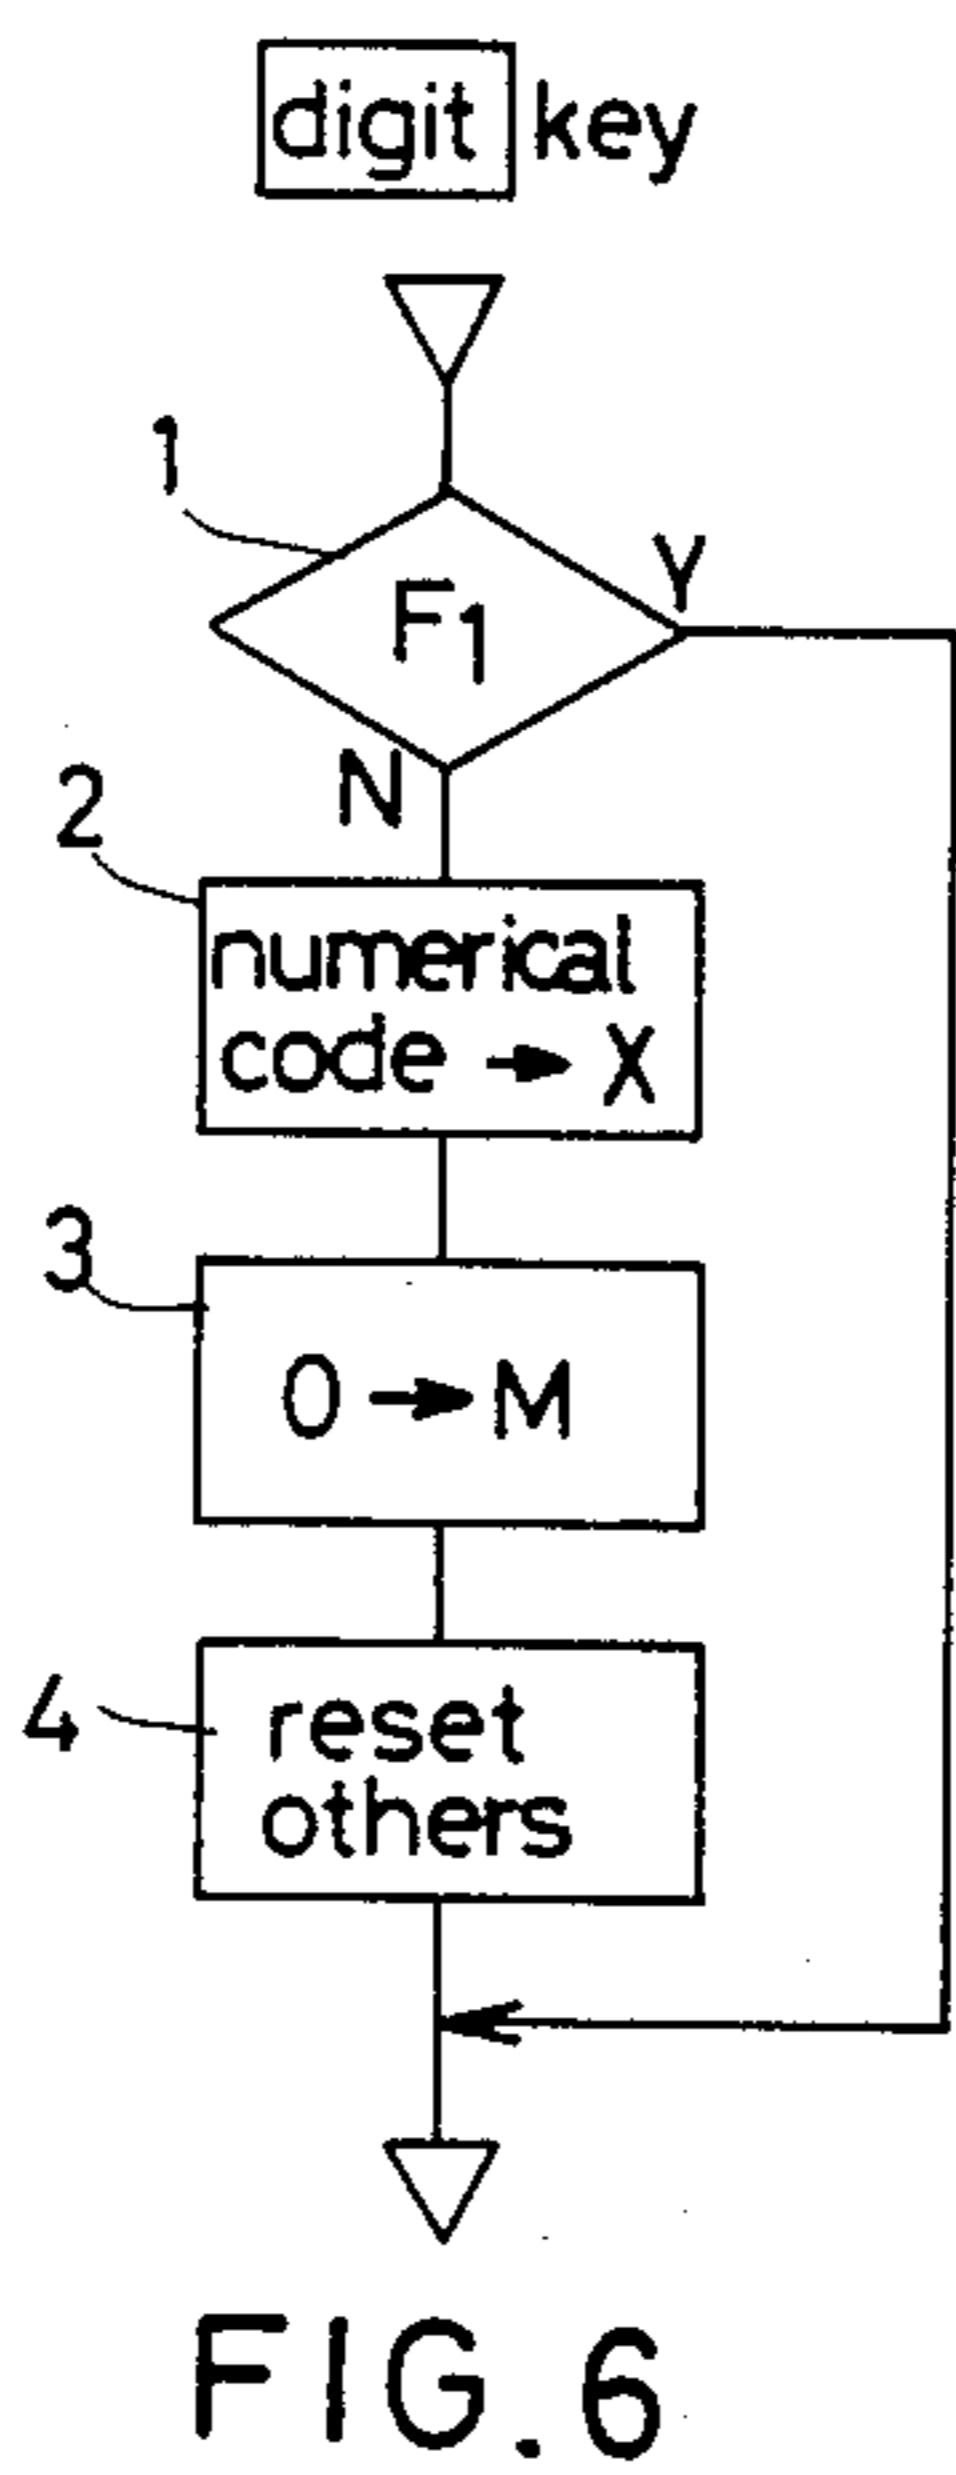 digit key
1
F1
Y
N
2
numerical
code → X
3
0 → M
4
reset
others
FIG.6